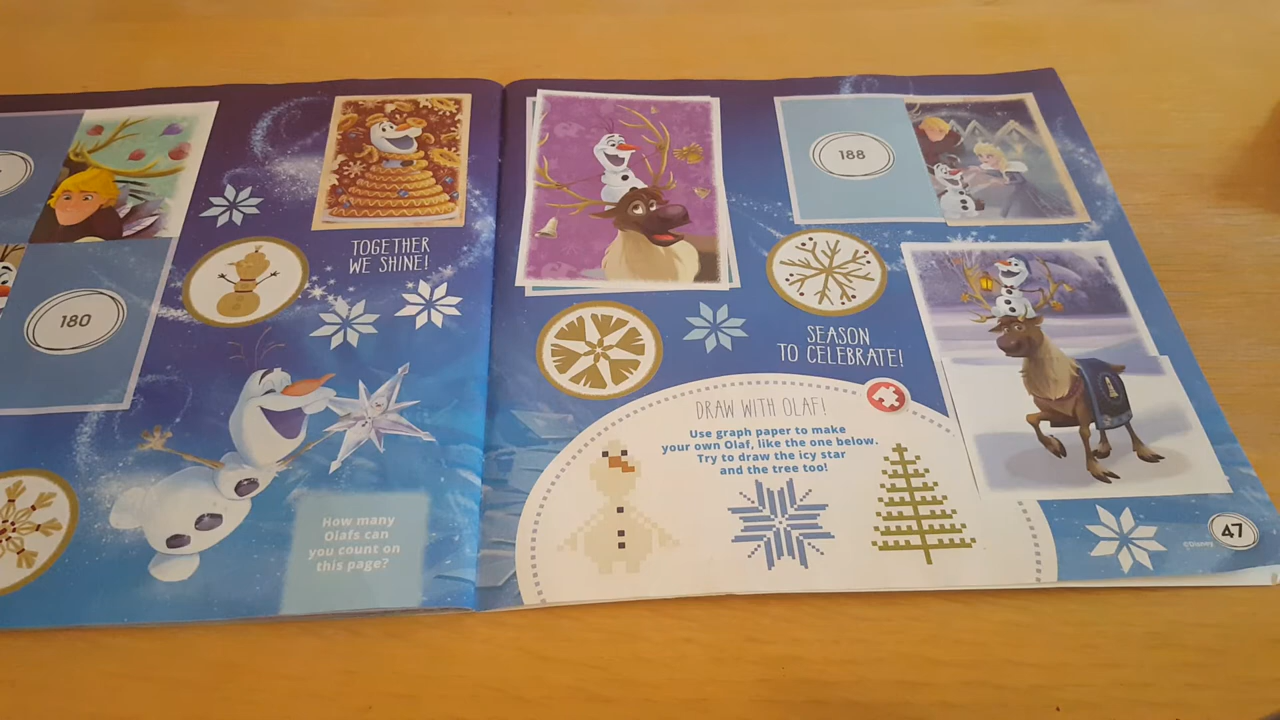 180
TOGETHER
WE SHINE!
How many
Olafs can
you count on
this page?
188
SEASON
TO CELEBRATE!
DRAW WITH OLAF!
Use graph paper to make
your own Olaf, like the one below.
Try to draw the icy star
and the tree too!
©Disney
47